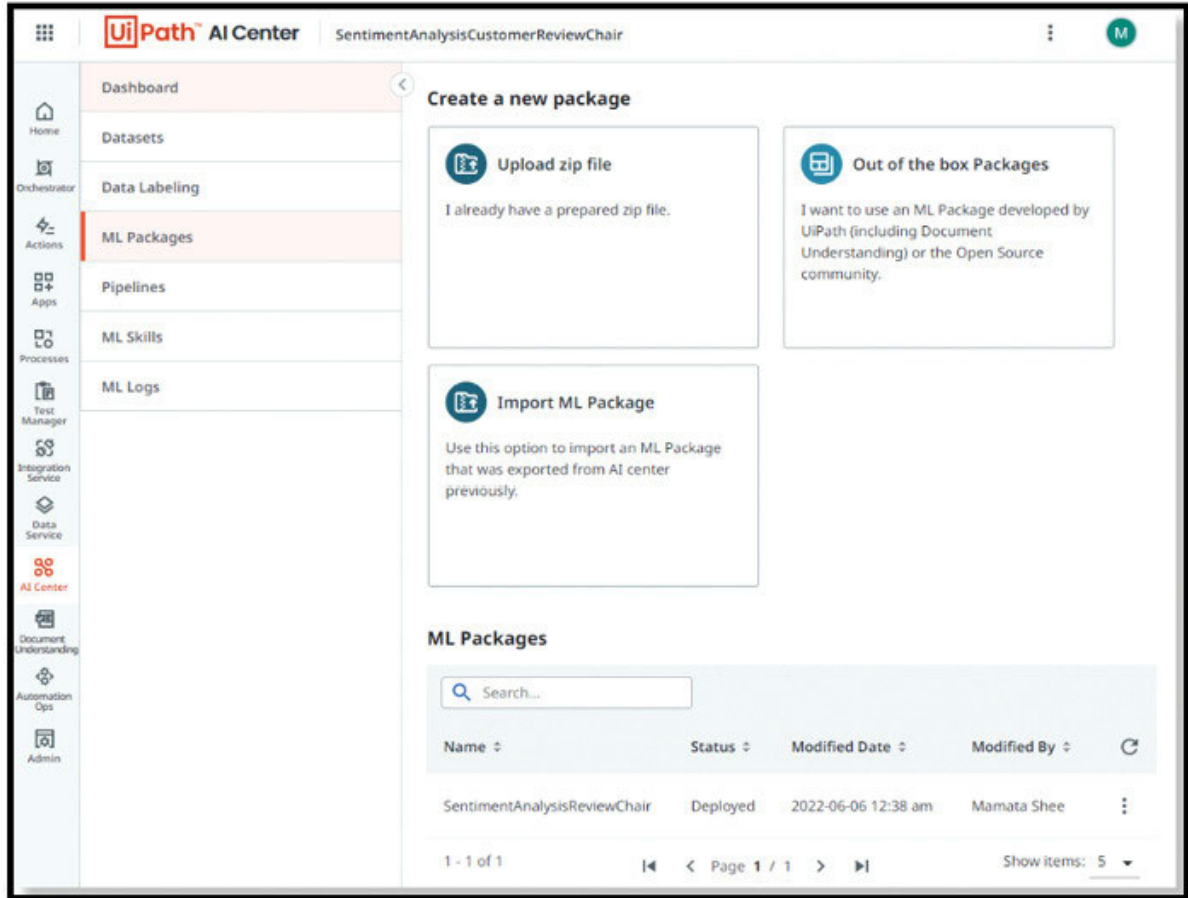 UiPath™ AI Center SentimentAnalysisCustomerReviewChair M
Home
Orchestrator
Actions
Apps
Processes
Test
Manager
Integration
Service
Data
Service
AI Center
Document
Understanding
Automation
Ops
Admin
Dashboard
Datasets
Data Labeling
ML Packages
Pipelines
ML Skills
ML Logs
Create a new package
Upload zip file
I already have a prepared zip file.
Out of the box Packages
I want to use an ML Package developed by
UiPath (including Document
Understanding) or the Open Source
community.
Import ML Package
Use this option to import an ML Package
that was exported from AI center
previously.
ML Packages
Search...
Name Status Modified Date Modified By
SentimentAnalysisReviewChair Deployed 2022-06-06 12:38 am Mamata Shee
1 - 1 of 1 Page 1 / 1 Show items: 5